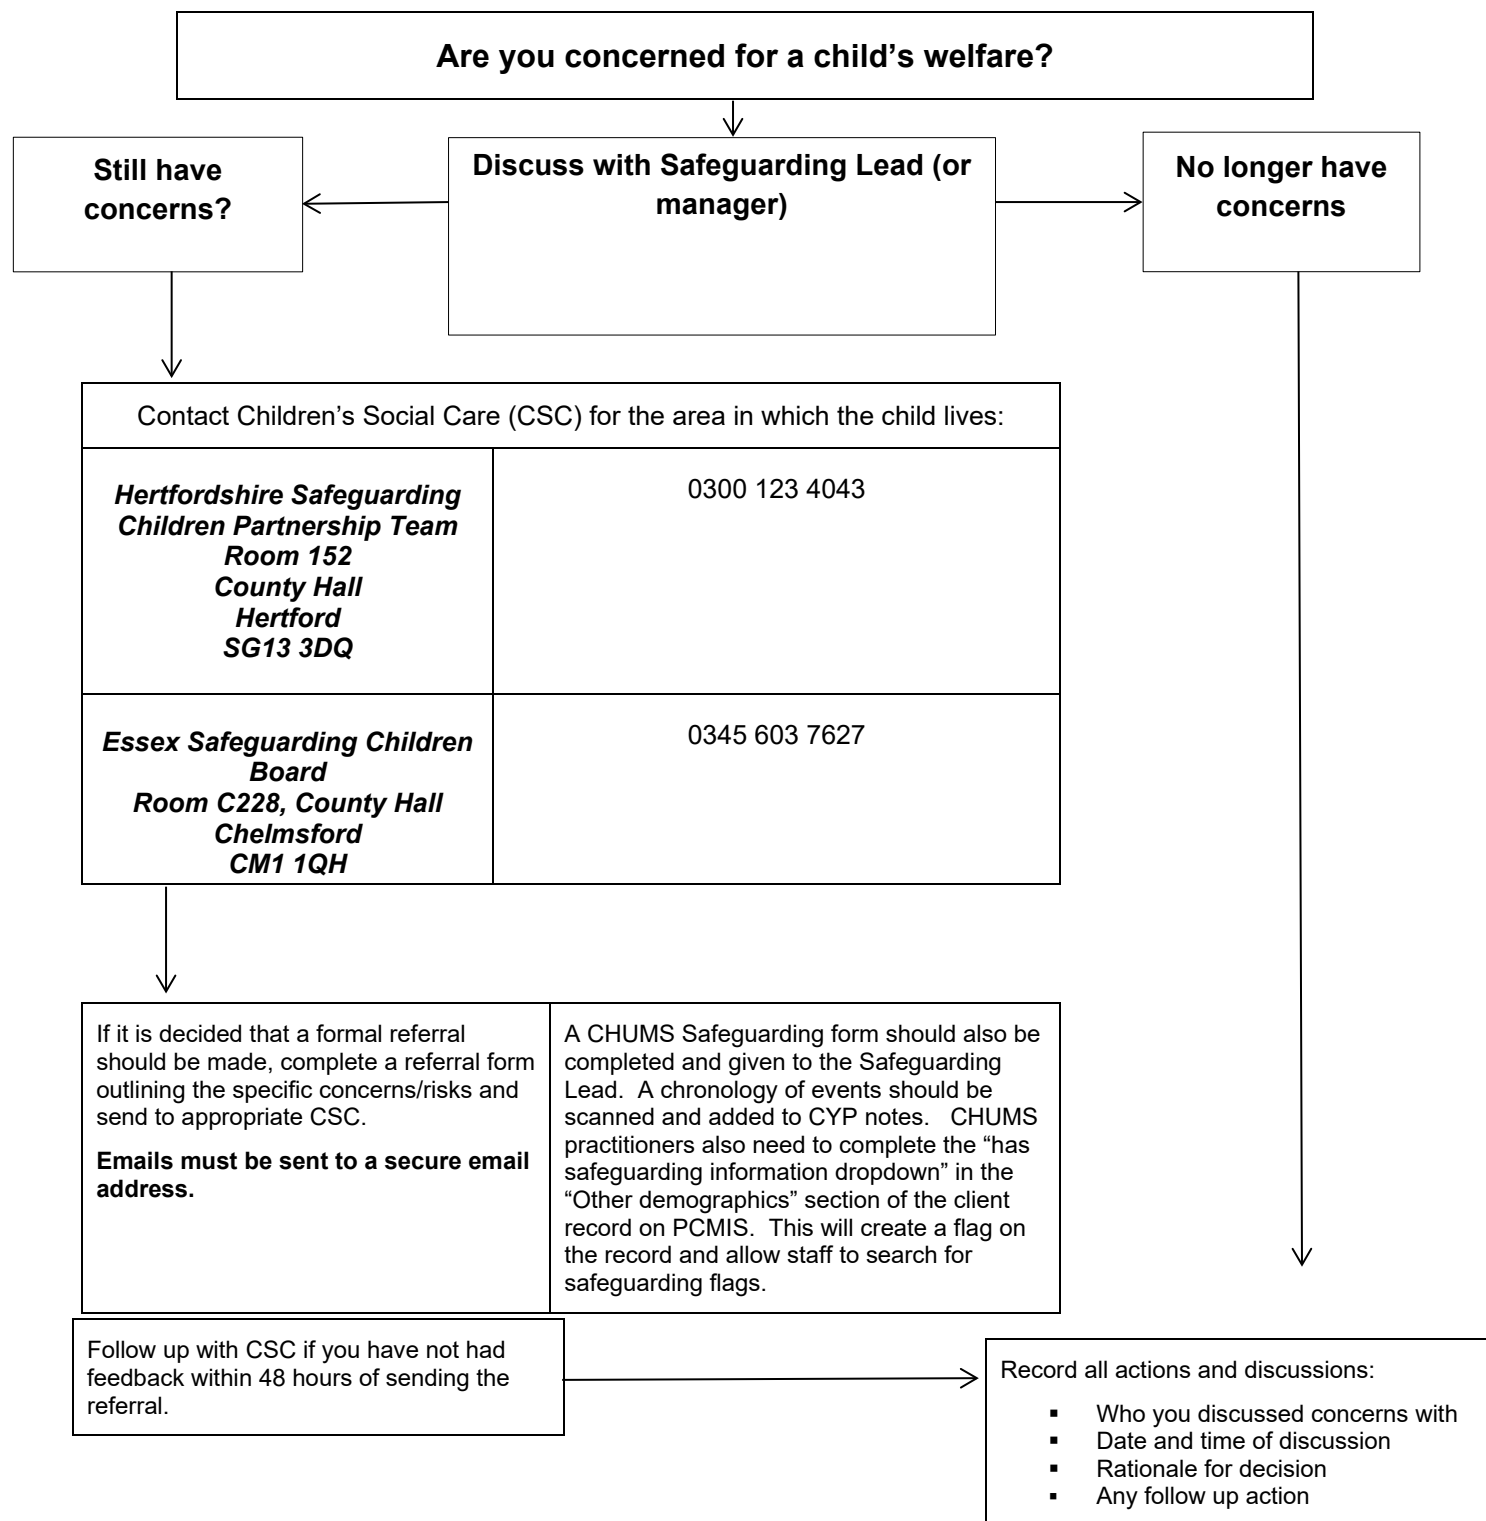 Are you concerned for a child’s welfare?
Still have
concerns?
Discuss with Safeguarding Lead (or
manager)
No longer have
concerns
Contact Children’s Social Care (CSC) for the area in which the child lives:
Hertfordshire Safeguarding
Children Partnership Team
Room 152
County Hall
Hertford
SG13 3DQ
0300 123 4043
Essex Safeguarding Children
Board
Room C228, County Hall
Chelmsford
CM1 1QH
0345 603 7627
If it is decided that a formal referral
should be made, complete a referral form
outlining the specific concerns/risks and
send to appropriate CSC.
Emails must be sent to a secure email
address.
A CHUMS Safeguarding form should also be
completed and given to the Safeguarding
Lead.  A chronology of events should be
scanned and added to CYP notes.   CHUMS
practitioners also need to complete the “has
safeguarding information dropdown” in the
“Other demographics” section of the client
record on PCMIS.  This will create a flag on
the record and allow staff to search for
safeguarding flags.
Follow up with CSC if you have not had
feedback within 48 hours of sending the
referral.
Record all actions and discussions:
▪ Who you discussed concerns with
▪ Date and time of discussion
▪ Rationale for decision
▪ Any follow up action